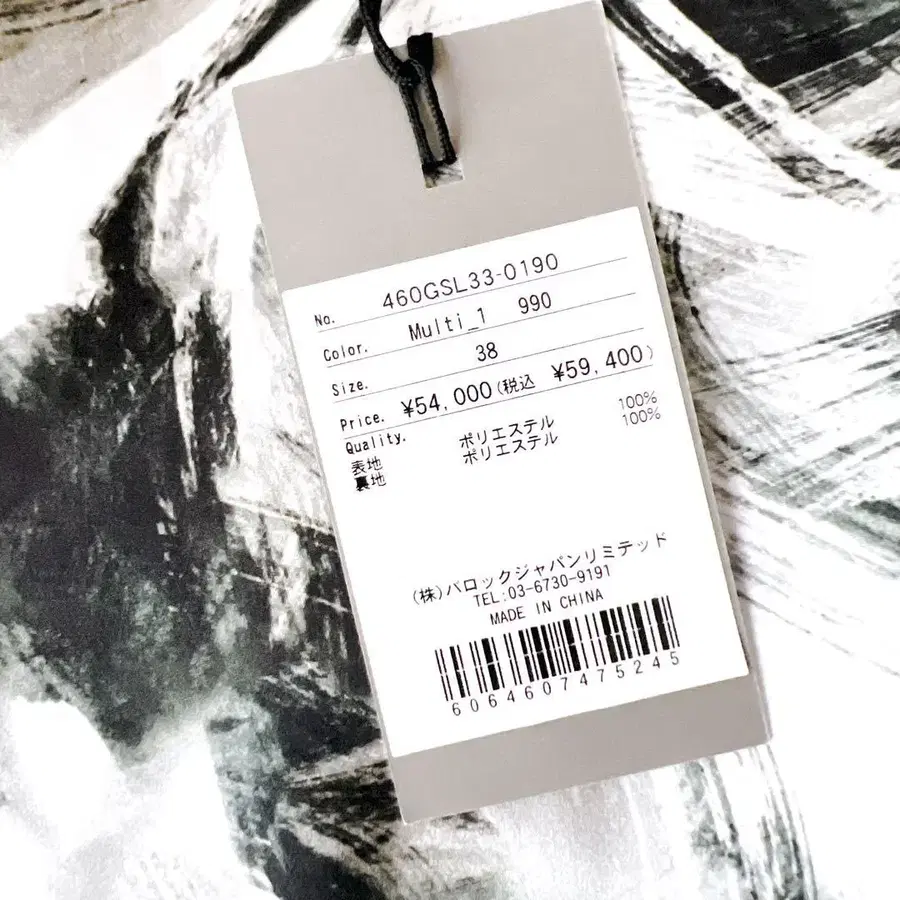 No. 460GSL33-0190
Color. Multi_1 990
Size. 38
Price. ¥54,000(税込 ¥59,400)
Quality.
表地 ポリエステル 100%
裏地 ポリエステル 100%
(株)バロックジャパンリミテッド
TEL:03-6730-9191
MADE IN CHINA
6064607475245